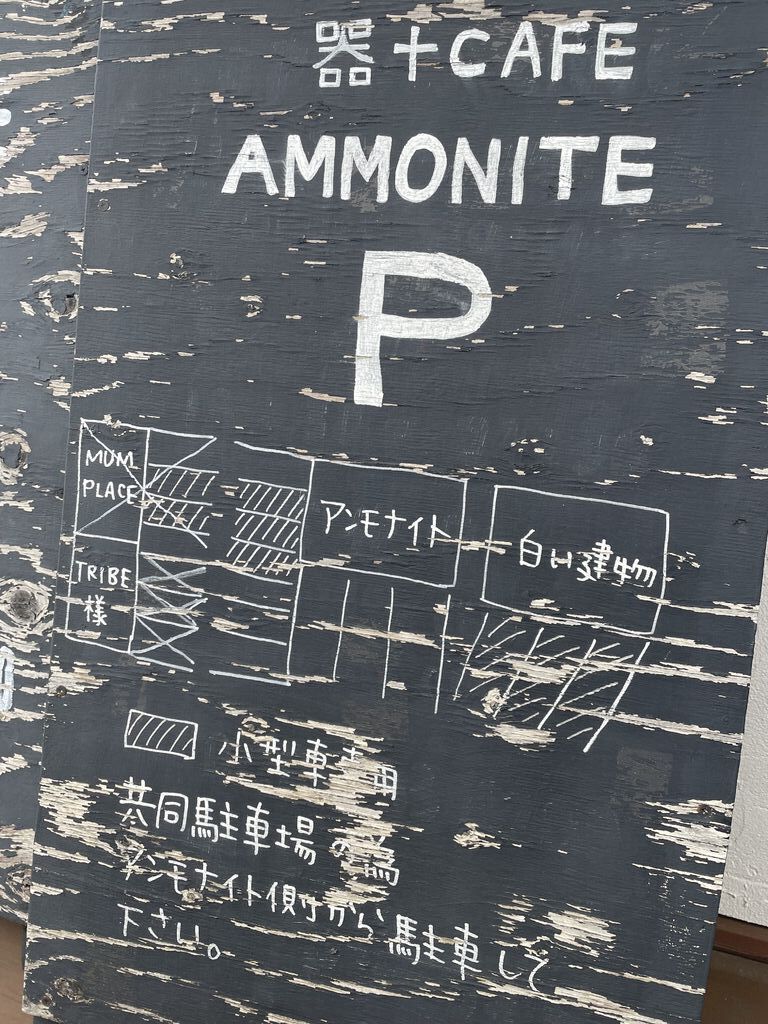 器+CAFE
AMMONITE
P
MUM
PLACE
アンモナイト
白い建物
TRIBE
様
小型車専用
共同駐車場の為
アンモナイト側から駐車して
下さい。